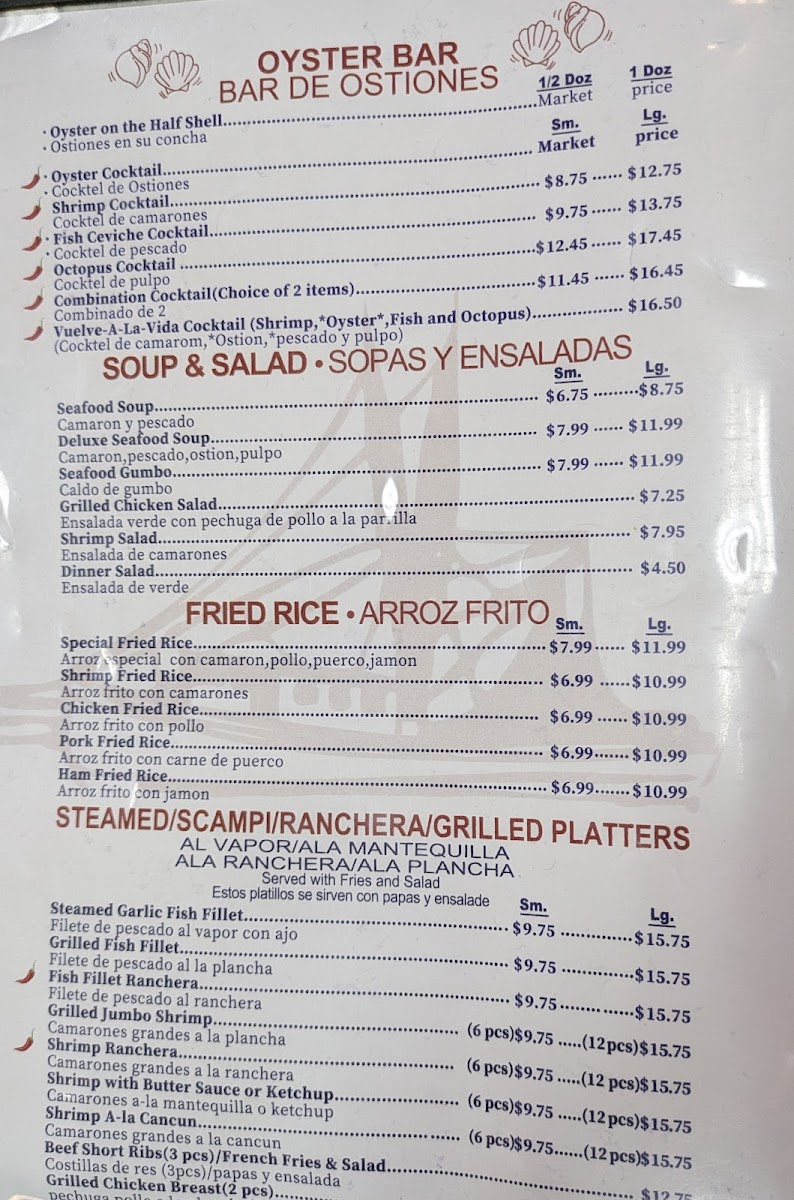 OYSTER BAR
BAR DE OSTIONES
1/2 Doz 1 Doz
· Oyster on the Half Shell....................Market price
· Ostiones en su concha
Sm. Lg.
· Oyster Cocktail.................... Market price
· Cocktel de Ostiones
Shrimp Cocktail.................... $8.75 ...... $12.75
Cocktel de camarones
· Fish Ceviche Cocktail.................... $9.75 ...... $13.75
· Cocktel de pescado
Octopus Cocktail ....................$12.45 ...... $17.45
Cocktel de pulpo
Combination Cocktail(Choice of 2 items)....................$11.45 ...... $16.45
Combinado de 2
Vuelve-A-La-Vida Cocktail (Shrimp,*Oyster*,Fish and Octopus).................... $16.50
(Cocktel de camarom,*Ostion,*pescado y pulpo)
SOUP & SALAD · SOPAS Y ENSALADAS
Sm. Lg.
Seafood Soup.................... $6.75 .........$8.75
Camaron y pescado
Deluxe Seafood Soup.................... $7.99 ...... $11.99
Camaron,pescado,ostion,pulpo
Seafood Gumbo.................... $7.99 ...... $11.99
Caldo de gumbo
Grilled Chicken Salad.................... $7.25
Ensalada verde con pechuga de pollo a la parrilla
Shrimp Salad.................... $7.95
Ensalada de camarones
Dinner Salad.................... $4.50
Ensalada de verde
FRIED RICE · ARROZ FRITO
Sm. Lg.
Special Fried Rice....................$7.99 ...... $11.99
Arroz especial con camaron,pollo,puerco,jamon
Shrimp Fried Rice.................... $6.99 ......$10.99
Arroz frito con camarones
Chicken Fried Rice.................... $6.99 ...... $10.99
Arroz frito con pollo
Pork Fried Rice.................... $6.99.......$10.99
Arroz frito con carne de puerco
Ham Fried Rice.................... $6.99.......$10.99
Arroz frito con jamon
STEAMED/SCAMPI/RANCHERA/GRILLED PLATTERS
AL VAPOR/ALA MANTEQUILLA
ALA RANCHERA/ALA PLANCHA
Served with Fries and Salad
Estos platillos se sirven con papas y ensalade
Sm. Lg.
Steamed Garlic Fish Fillet.................... $9.75 .............$15.75
Filete de pescado al vapor con ajo
Grilled Fish Fillet.................... $9.75 .............$15.75
Filete de pescado al la plancha
Fish Fillet Ranchera.................... $9.75.............$15.75
Filete de pescado al ranchera
Grilled Jumbo Shrimp.................... (6 pcs)$9.75 .....(12pcs)$15.75
Camarones grandes a la plancha
Shrimp Ranchera.................... (6 pcs)$9.75 .....(12 pcs)$15.75
Camarones grandes a la ranchera
Shrimp with Butter Sauce or Ketchup.................... (6 pcs)$9.75 .....(12 pcs)$15.75
Camarones a-la mantequilla o ketchup
Shrimp A-la Cancun.................... (6 pcs)$9.75......(12 pcs)$15.75
Camarones grandes a la cancun
Beef Short Ribs(3 pcs)/French Fries & Salad.................... $12.75
Costillas de res (3pcs)/papas y ensalada
Grilled Chicken Breast(2 pcs)....................
pechuga pollo